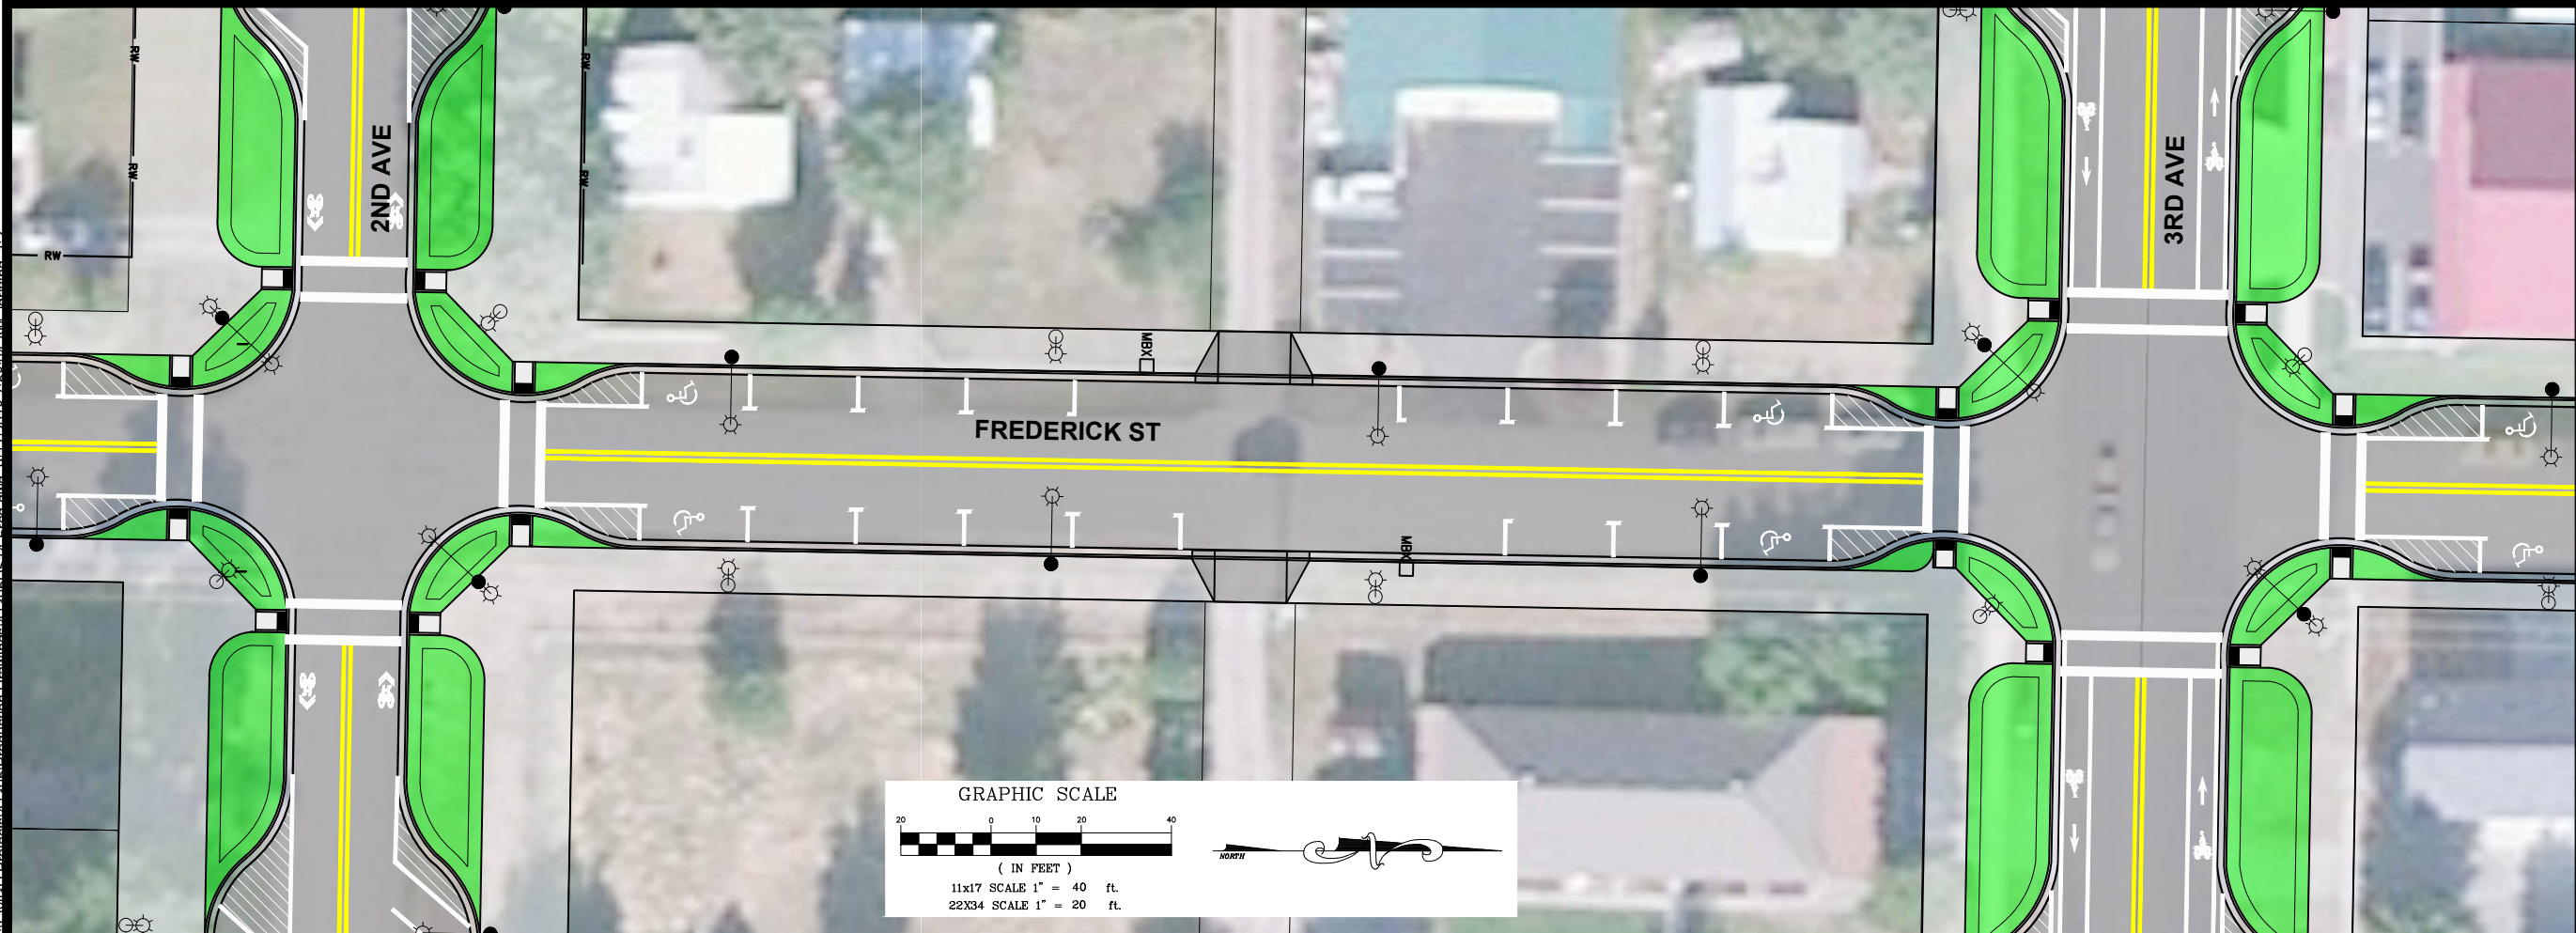 RW
RW
RW
RW
RW
2ND AVE
3RD AVE
MBX
FREDERICK ST
MBX
GRAPHIC SCALE
20 0 10 20 40
( IN FEET )
11x17 SCALE 1" = 40 ft.
22X34 SCALE 1" = 20 ft.
NORTH